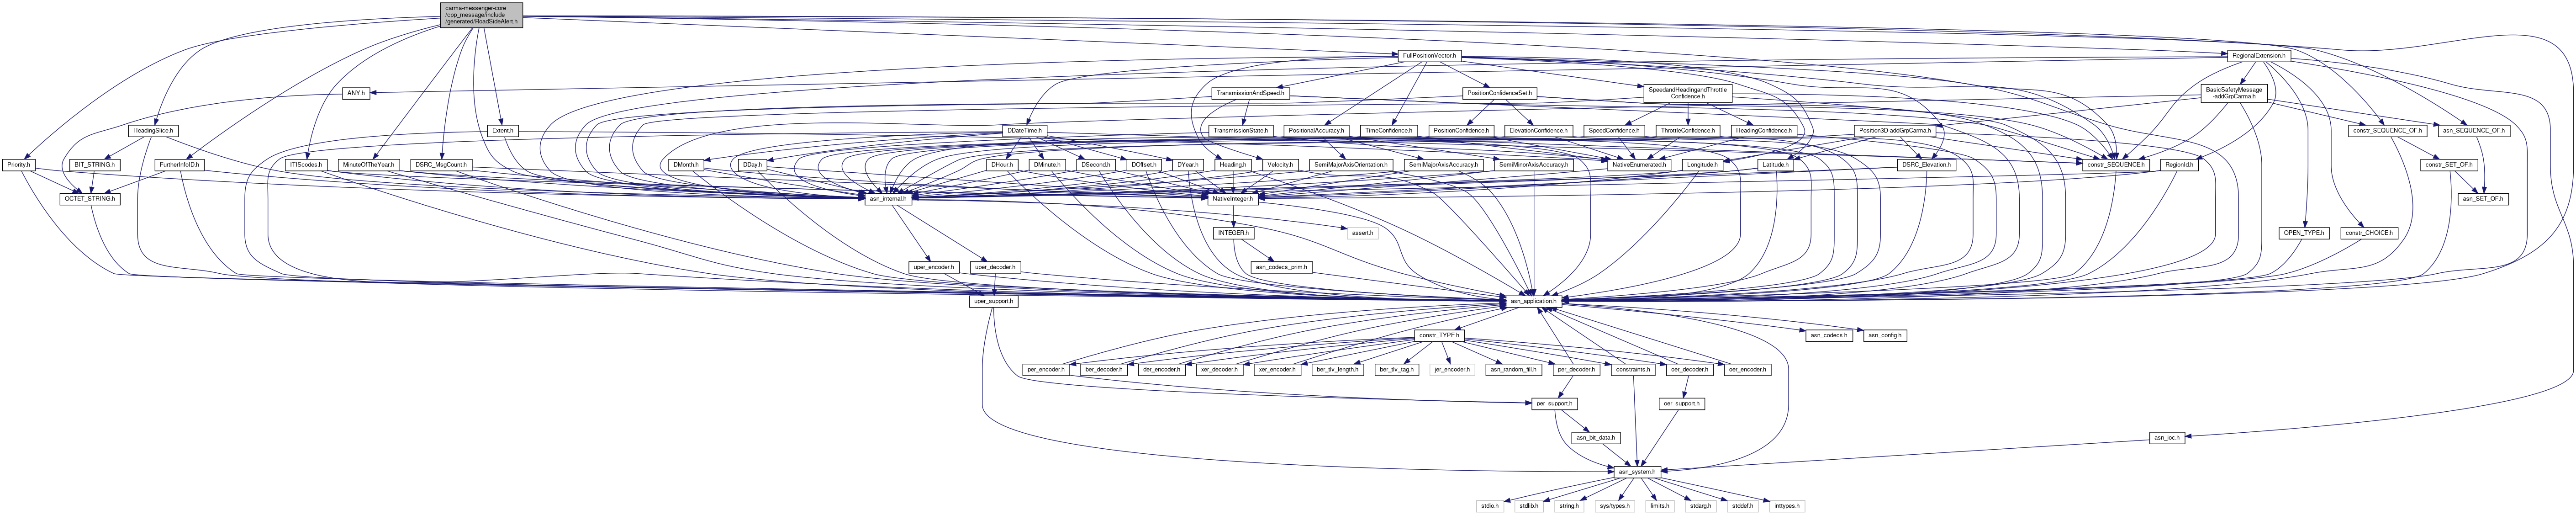 carma-messenger-core
/cpp_message/include
/generated/RoadSideAlert.h
FullPositionVector.h
RegionalExtension.h
ANY.h
TransmissionAndSpeed.h
PositionConfidenceSet.h
SpeedandHeadingandThrottle
Confidence.h
BasicSafetyMessage
-addGrpCarma.h
HeadingSlice.h
Extent.h
DDateTime.h
TransmissionState.h
PositionalAccuracy.h
TimeConfidence.h
PositionConfidence.h
ElevationConfidence.h
SpeedConfidence.h
ThrottleConfidence.h
HeadingConfidence.h
Position3D-addGrpCarma.h
constr_SEQUENCE_OF.h
asn_SEQUENCE_OF.h
Priority.h
BIT_STRING.h
FurtherInfoID.h
ITIScodes.h
MinuteOfTheYear.h
DSRC_MsgCount.h
DMonth.h
DDay.h
DHour.h
DMinute.h
DSecond.h
DOffset.h
DYear.h
Heading.h
Velocity.h
SemiMajorAxisOrientation.h
SemiMajorAxisAccuracy.h
SemiMinorAxisAccuracy.h
NativeEnumerated.h
Longitude.h
Latitude.h
DSRC_Elevation.h
constr_SEQUENCE.h
RegionId.h
constr_SET_OF.h
OCTET_STRING.h
asn_internal.h
NativeInteger.h
asn_SET_OF.h
INTEGER.h
assert.h
OPEN_TYPE.h
constr_CHOICE.h
uper_encoder.h
uper_decoder.h
asn_codecs_prim.h
uper_support.h
asn_application.h
constr_TYPE.h
asn_codecs.h
asn_config.h
per_encoder.h
ber_decoder.h
der_encoder.h
xer_decoder.h
xer_encoder.h
ber_tlv_length.h
ber_tlv_tag.h
jer_encoder.h
asn_random_fill.h
per_decoder.h
constraints.h
oer_decoder.h
oer_encoder.h
per_support.h
oer_support.h
asn_bit_data.h
asn_ioc.h
asn_system.h
stdio.h
stdlib.h
string.h
sys/types.h
limits.h
stdarg.h
stddef.h
inttypes.h